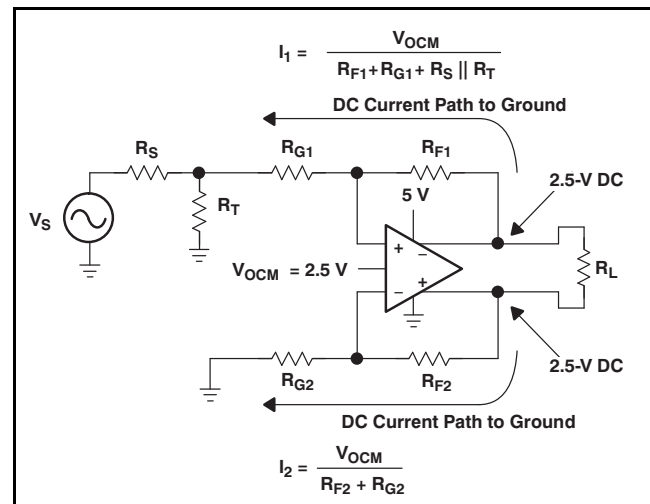 I1 = VOCM / RF1+RG1+ RS || RT
DC Current Path to Ground
RS
RG1
RF1
2.5-V DC
5 V
RT
VS
+ −
VOCM = 2.5 V
RL
− +
RG2
RF2
2.5-V DC
DC Current Path to Ground
I2 = VOCM / RF2 + RG2